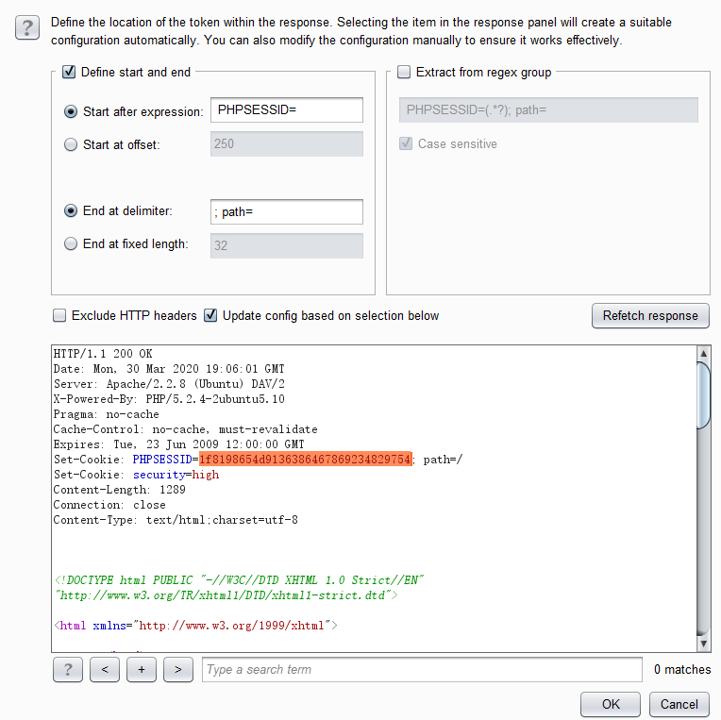 ?
Define the location of the token within the response. Selecting the item in the response panel will create a suitable
configuration automatically. You can also modify the configuration manually to ensure it works effectively.
Define start and end
Start after expression: PHPSESSID=
Start at offset: 250
End at delimiter: ; path=
End at fixed length: 32
Extract from regex group
PHPSESSID=(.*?); path=
Case sensitive
Exclude HTTP headers Update config based on selection below Refetch response
HTTP/1.1 200 OK
Date: Mon, 30 Mar 2020 19:06:01 GMT
Server: Apache/2.2.8 (Ubuntu) DAV/2
X-Powered-By: PHP/5.2.4-2ubuntu5.10
Pragma: no-cache
Cache-Control: no-cache, must-revalidate
Expires: Tue, 23 Jun 2009 12:00:00 GMT
Set-Cookie: PHPSESSID=1f8198654d9136386467869234829754; path=/
Set-Cookie: security=high
Content-Length: 1289
Connection: close
Content-Type: text/html;charset=utf-8
<!DOCTYPE html PUBLIC "-//W3C//DTD XHTML 1.0 Strict//EN"
"http://www.w3.org/TR/xhtml1/DTD/xhtml1-strict.dtd">
<html xmlns="http://www.w3.org/1999/xhtml">
? < + > Type a search term 0 matches
OK Cancel